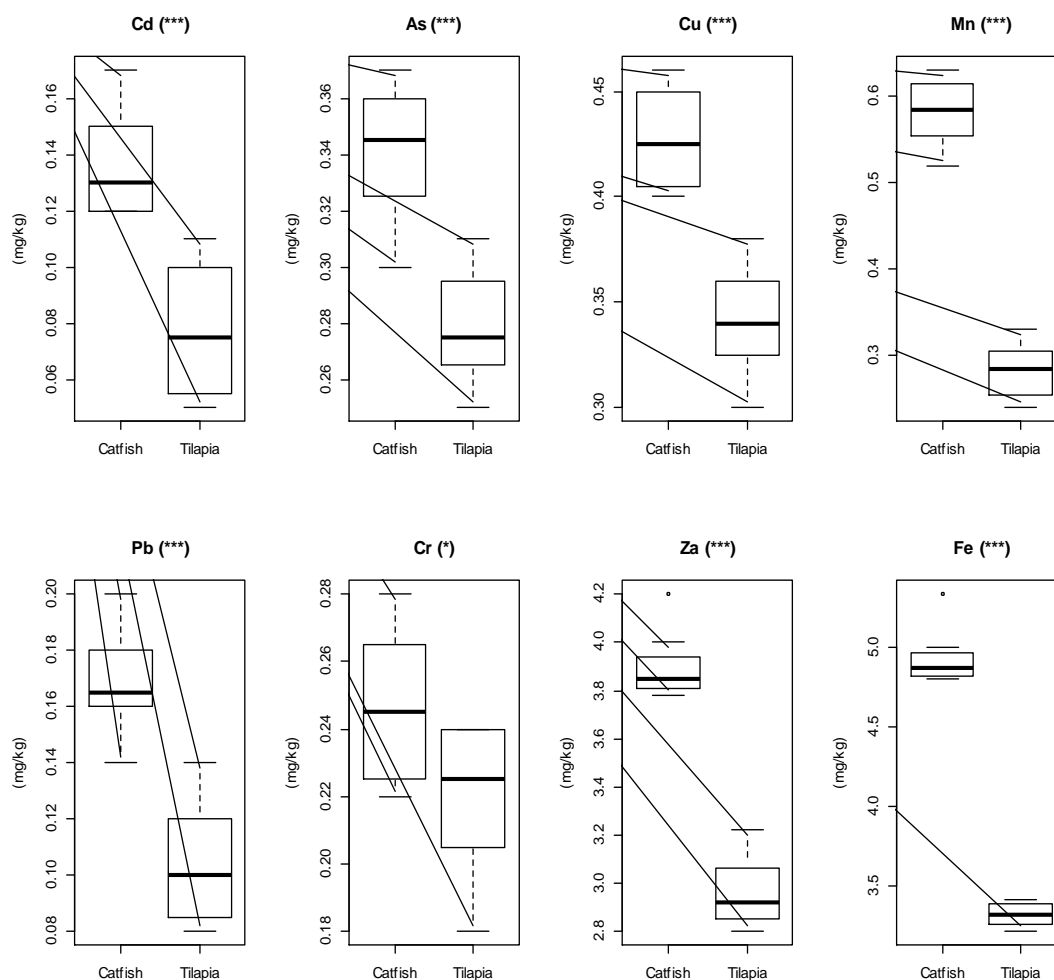 Cd (***)
As (***)
Cu (***)
Mn (***)
(mg/kg)
0.06 0.08 0.10 0.12 0.14 0.16
Catfish Tilapia
(mg/kg)
0.26 0.28 0.30 0.32 0.34 0.36
Catfish Tilapia
(mg/kg)
0.30 0.35 0.40 0.45
Catfish Tilapia
(mg/kg)
0.3 0.4 0.5 0.6
Catfish Tilapia
Pb (***)
Cr (*)
Za (***)
Fe (***)
(mg/kg)
0.08 0.10 0.12 0.14 0.16 0.18 0.20
Catfish Tilapia
(mg/kg)
0.18 0.20 0.22 0.24 0.26 0.28
Catfish Tilapia
(mg/kg)
2.8 3.0 3.2 3.4 3.6 3.8 4.0 4.2
Catfish Tilapia
(mg/kg)
3.5 4.0 4.5 5.0
Catfish Tilapia